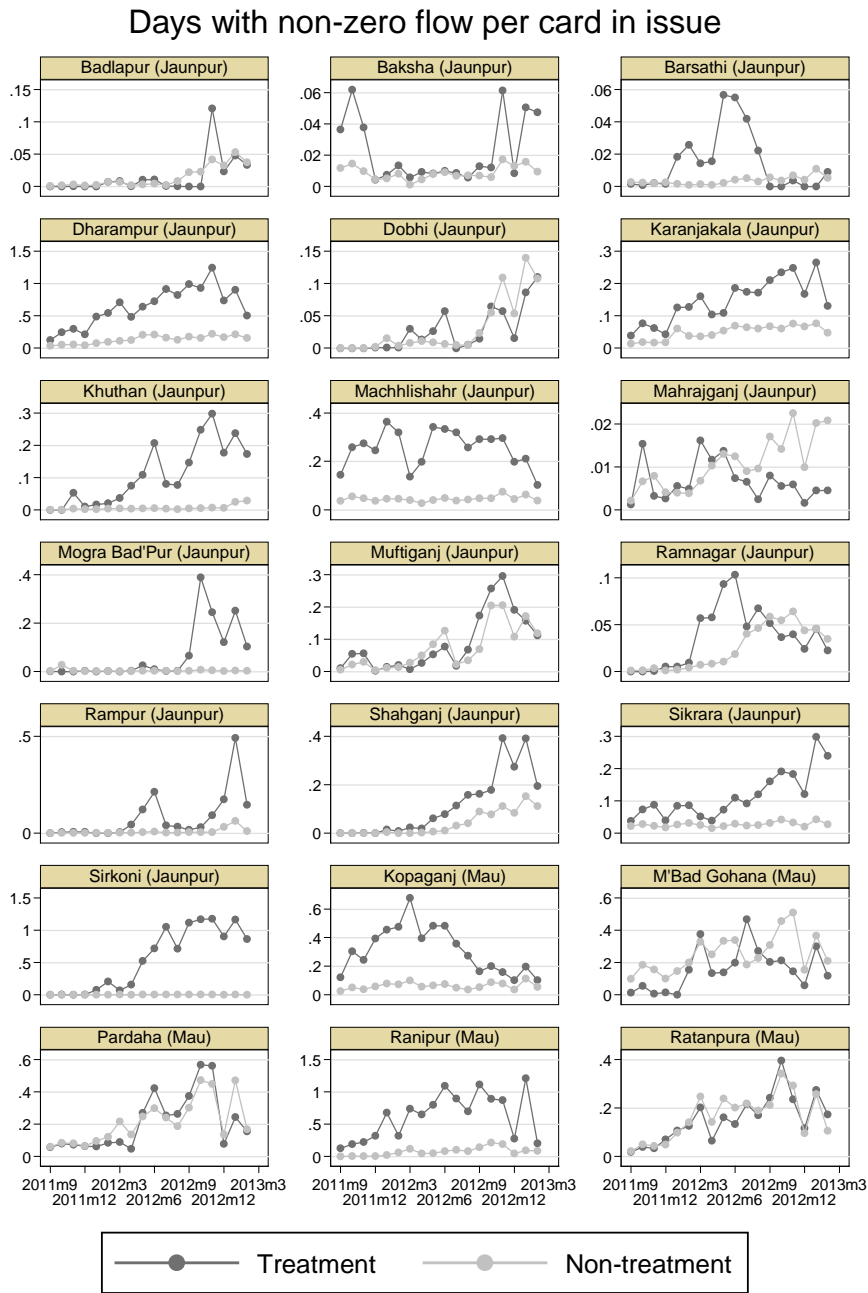 Days with non-zero flow per card in issue
Badlapur (Jaunpur)
.15
.1
.05
0
Baksha (Jaunpur)
.06
.04
.02
0
Barsathi (Jaunpur)
.06
.04
.02
0
Dharampur (Jaunpur)
1.5
1
.5
0
Dobhi (Jaunpur)
.15
.1
.05
0
Karanjakala (Jaunpur)
.3
.2
.1
0
Khuthan (Jaunpur)
.3
.2
.1
0
Machhlishahr (Jaunpur)
.4
.2
0
Mahrajganj (Jaunpur)
.02
.01
0
Mogra Bad'Pur (Jaunpur)
.4
.2
0
Muftiganj (Jaunpur)
.3
.2
.1
0
Ramnagar (Jaunpur)
.1
.05
0
Rampur (Jaunpur)
.5
0
Shahganj (Jaunpur)
.4
.2
0
Sikrara (Jaunpur)
.3
.2
.1
0
Sirkoni (Jaunpur)
1.5
1
.5
0
Kopaganj (Mau)
.6
.4
.2
0
M'Bad Gohana (Mau)
.6
.4
.2
0
Pardaha (Mau)
.6
.4
.2
0
Ranipur (Mau)
1.5
1
.5
0
Ratanpura (Mau)
.4
.2
0
2011m9 2012m3 2012m9 2013m3
2011m12 2012m6 2012m12
2011m9 2012m3 2012m9 2013m3
2011m12 2012m6 2012m12
2011m9 2012m3 2012m9 2013m3
2011m12 2012m6 2012m12
Treatment Non-treatment